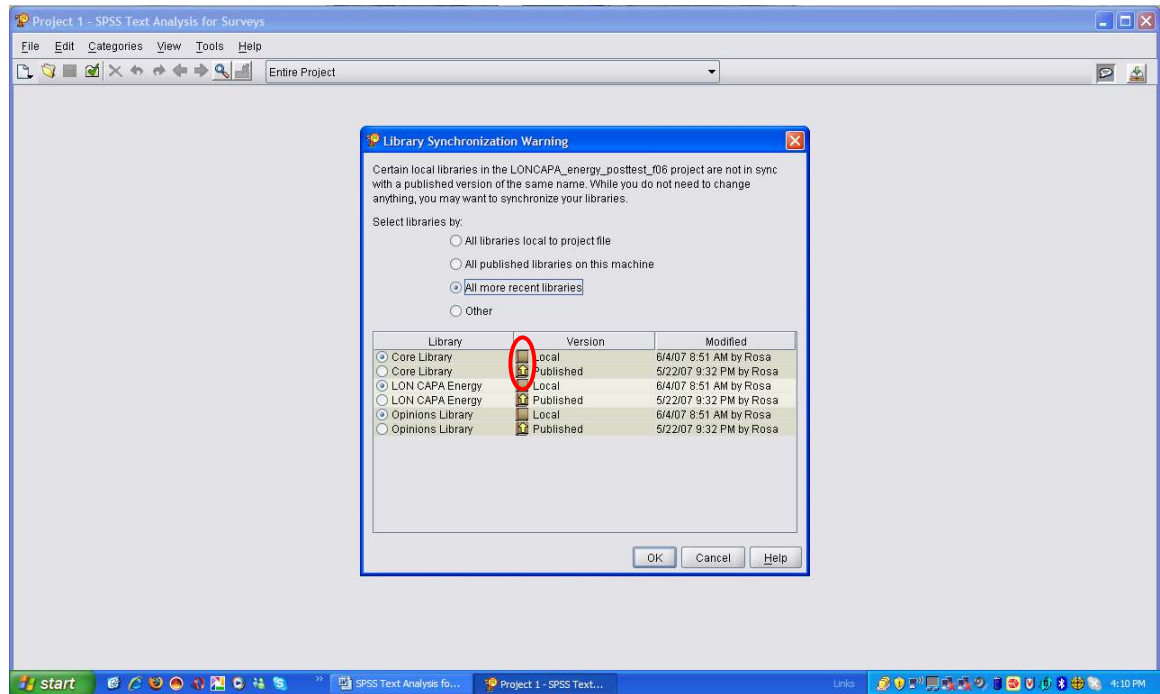 Project 1 - SPSS Text Analysis for Surveys
File Edit Categories View Tools Help
Entire Project
Library Synchronization Warning
Certain local libraries in the LONCAPA_energy_posttest_f06 project are not in sync
with a published version of the same name. While you do not need to change
anything, you may want to synchronize your libraries.
Select libraries by:
All libraries local to project file
All published libraries on this machine
All more recent libraries
Other
Library Version Modified
Core Library Local 6/4/07 8:51 AM by Rosa
Core Library Published 5/22/07 9:32 PM by Rosa
LON CAPA Energy Local 6/4/07 8:51 AM by Rosa
LON CAPA Energy Published 5/22/07 9:32 PM by Rosa
Opinions Library Local 6/4/07 8:51 AM by Rosa
Opinions Library Published 5/22/07 9:32 PM by Rosa
OK Cancel Help
start SPSS Text Analysis fo... Project 1 - SPSS Text... Links 4:10 PM